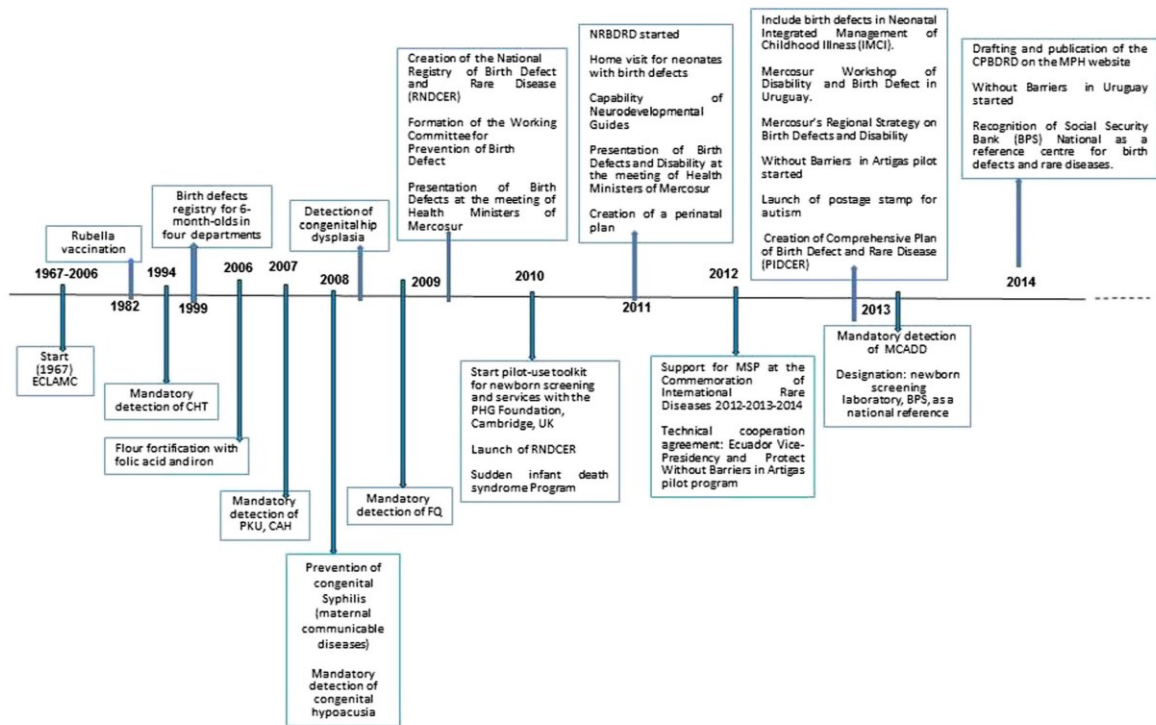 Creation of the National
Registry of Birth Defect
and Rare Disease
(RNDCER)
Formation of the Working
Committee for
Prevention of Birth
Defect
Presentation of Birth
Defects at the meeting of
Health Ministers of
Mercosur
NRBDRD started
Home visit for neonates
with birth defects
Capability of
Neurodevelopmental
Guides
Presentation of Birth
Defects and Disability at
the meeting of Health
Ministers of Mercosur
Creation of a perinatal
plan
Include birth defects in Neonatal
Integrated Management of
Childhood Illness (IMCI).
Mercosur Workshop of
Disability and Birth Defect in
Uruguay.
Mercosur's Regional Strategy on
Birth Defects and Disability
Without Barriers in Artigas pilot
started
Launch of postage stamp for
autism
Creation of Comprehensive Plan
of Birth Defect and Rare Disease
(PIDCER)
Drafting and publication of the
CPBDRD on the MPH website
Without Barriers in Uruguay
started
Recognition of Social Security
Bank (BPS) National as a
reference centre for birth
defects and rare diseases.
Rubella
vaccination
Birth defects
registry for 6-
month-olds in
four departments
Detection of
congenital hip
dysplasia
1967-2006
1982
1994
1999
2006
2007
2008
2009
2010
2011
2012
2013
2014
Start
(1967)
ECLAMC
Mandatory
detection of CHT
Flour fortification with
folic acid and iron
Mandatory
detection of
PKU, CAH
Prevention of
congenital
Syphilis
(maternal
communicable
diseases)
Mandatory
detection of
congenital
hypoacusia
Mandatory
detection of FQ
Start pilot-use toolkit
for newborn screening
and services with the
PHG Foundation,
Cambridge, UK
Launch of RNDCER
Sudden infant death
syndrome Program
Support for MSP at the
Commemoration of
International Rare
Diseases 2012-2013-2014
Technical cooperation
agreement: Ecuador Vice-
Presidency and Protect
Without Barriers in Artigas
pilot program
Mandatory detection
of MCADD
Designation: newborn
screening
laboratory, BPS, as a
national reference